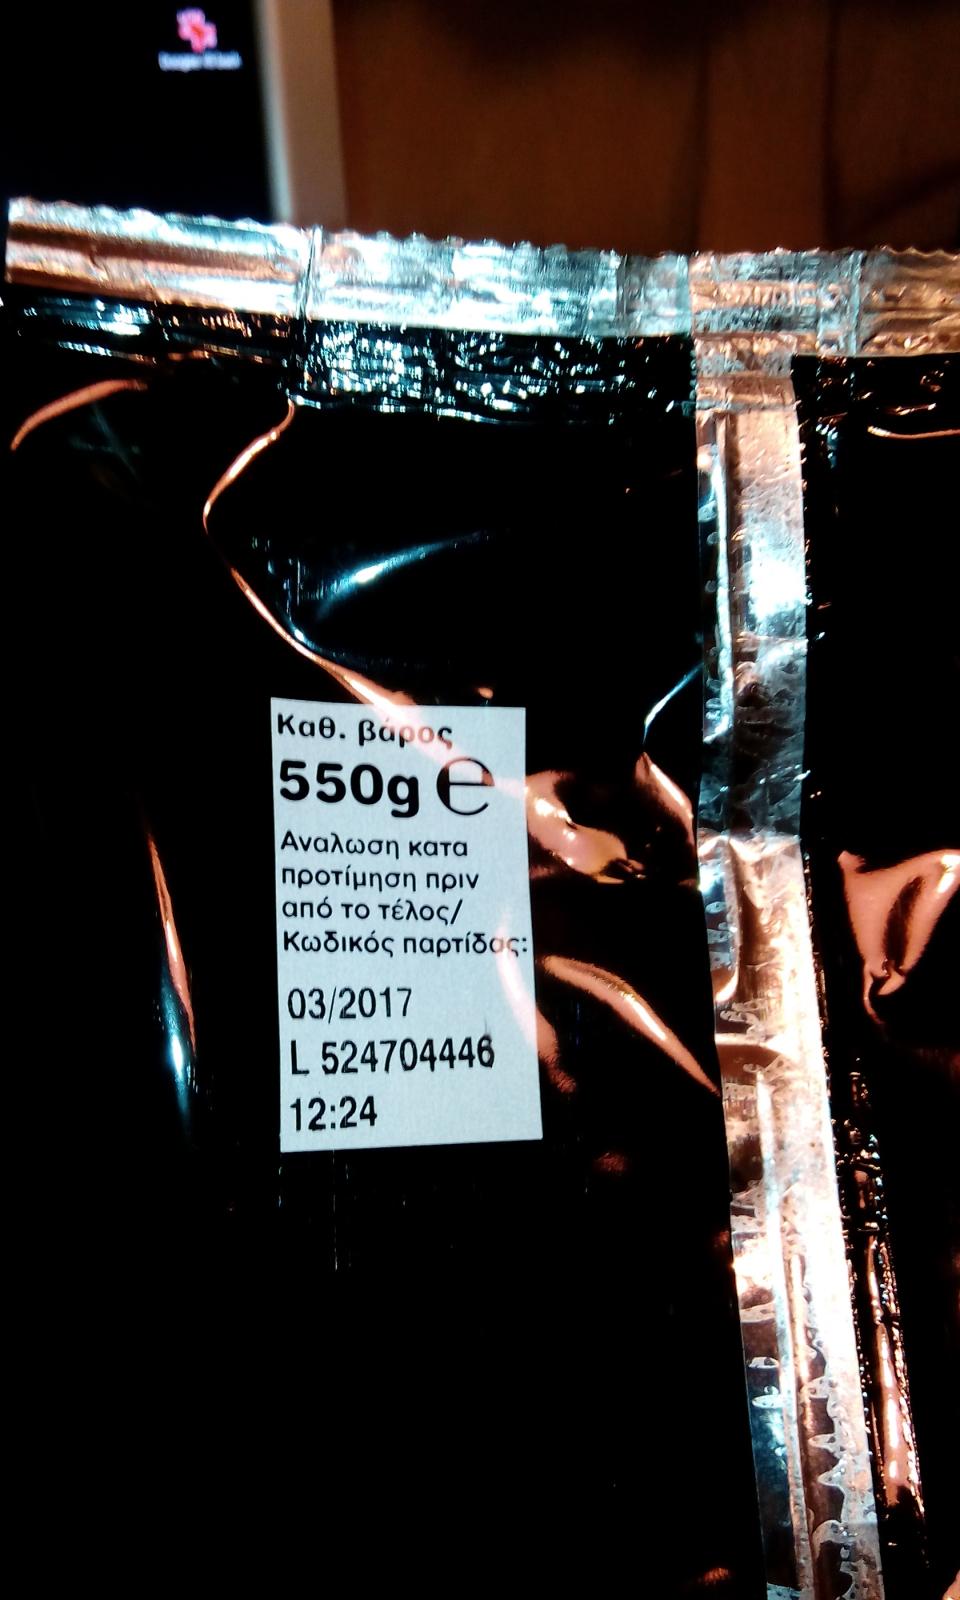 Καθ. βάρος
550g ℮
Αναλωση κατα
προτίμηση πριν
από το τέλος/
Κωδικός παρτίδας:
03/2017
L 524704446
12:24